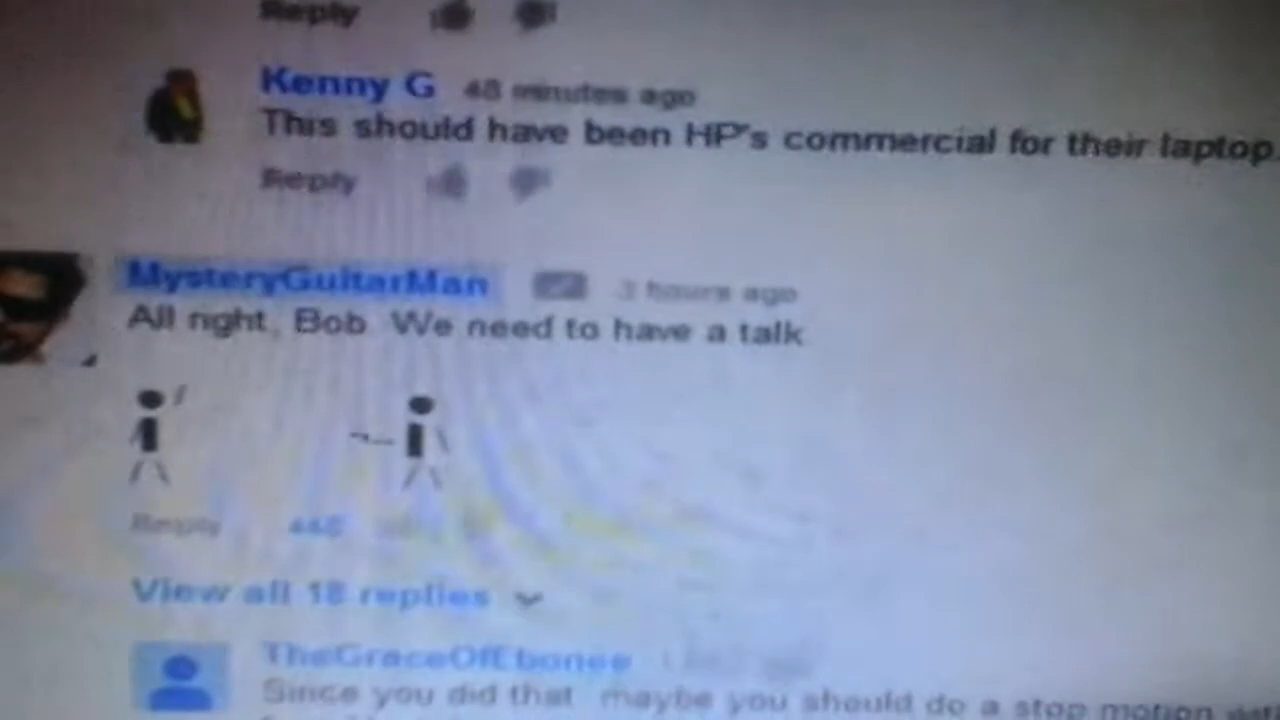 Reply
Kenny G 48 minutes ago
This should have been HP's commercial for their laptop.
Reply
MysteryGuitarMan 3 hours ago
All right, Bob. We need to have a talk
Reply 448
View all 18 replies
TheGraceOfEbonee
Since you did that maybe you should do a stop motion